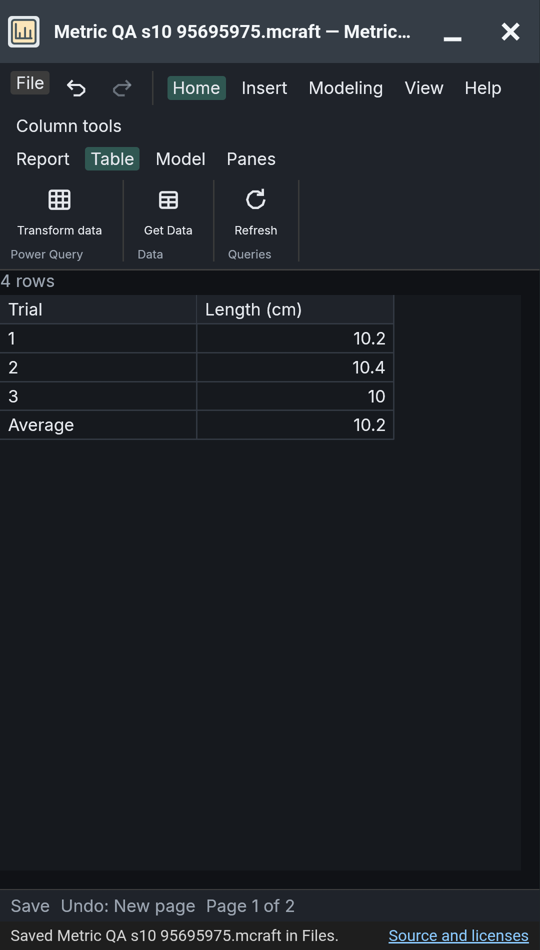 Metric QA s10 95695975.mcraft — Metric...
File Home Insert Modeling View Help
Column tools
Report Table Model Panes
Transform data Get Data Refresh
Power Query Data Queries
4 rows
Trial Length (cm)
1 10.2
2 10.4
3 10
Average 10.2
Save Undo: New page Page 1 of 2
Saved Metric QA s10 95695975.mcraft in Files. Source and licenses